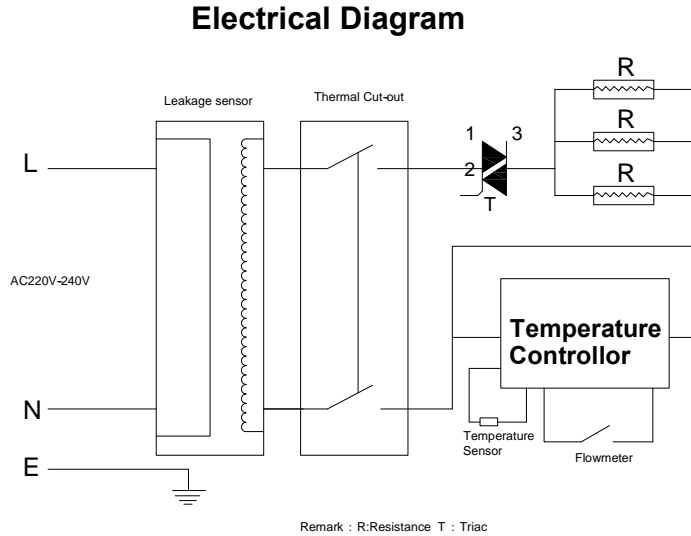 Electrical Diagram
Leakage sensor
Thermal Cut-out
R
R
R
1
3
2
T
L
AC220V-240V
N
E
Temperature
Controllor
Temperature
Sensor
Flowmeter
Remark : R:Resistance T : Triac